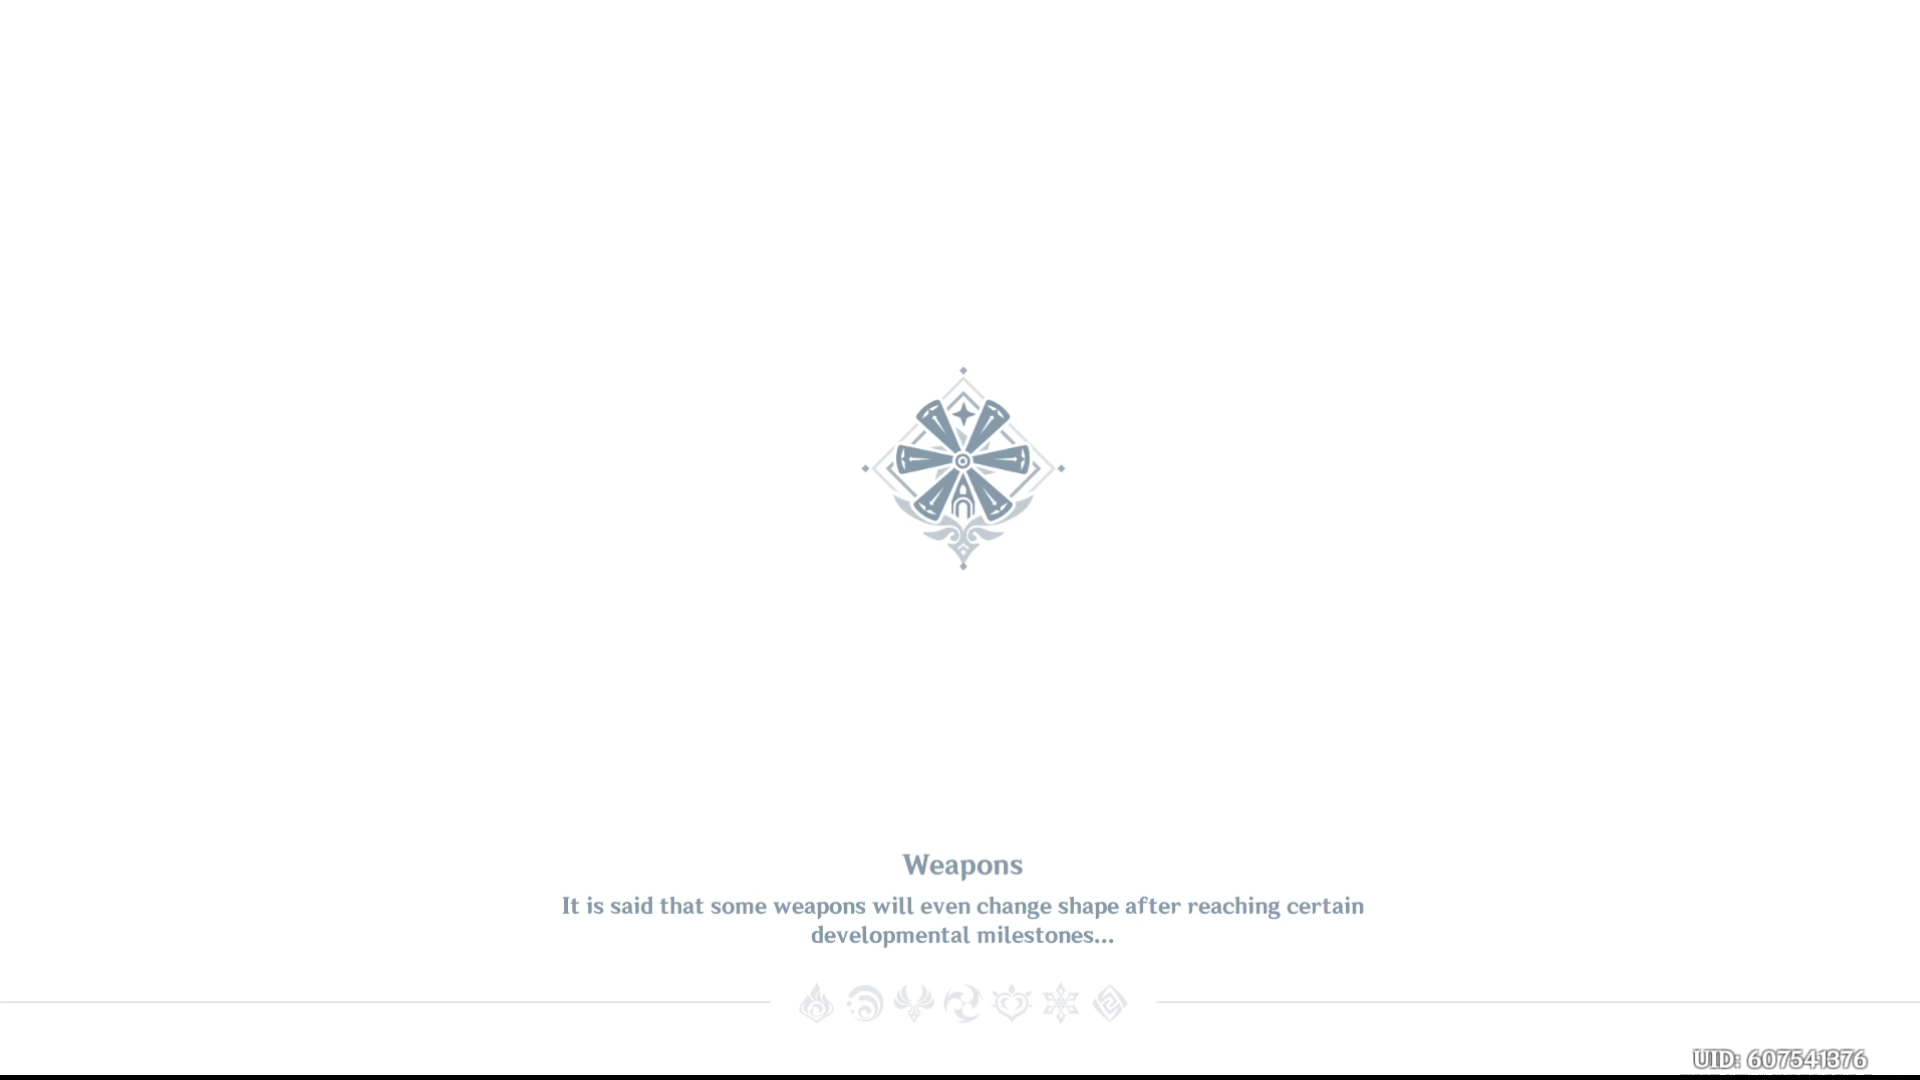 Weapons
It is said that some weapons will even change shape after reaching certain
developmental milestones...
UID: 607541376